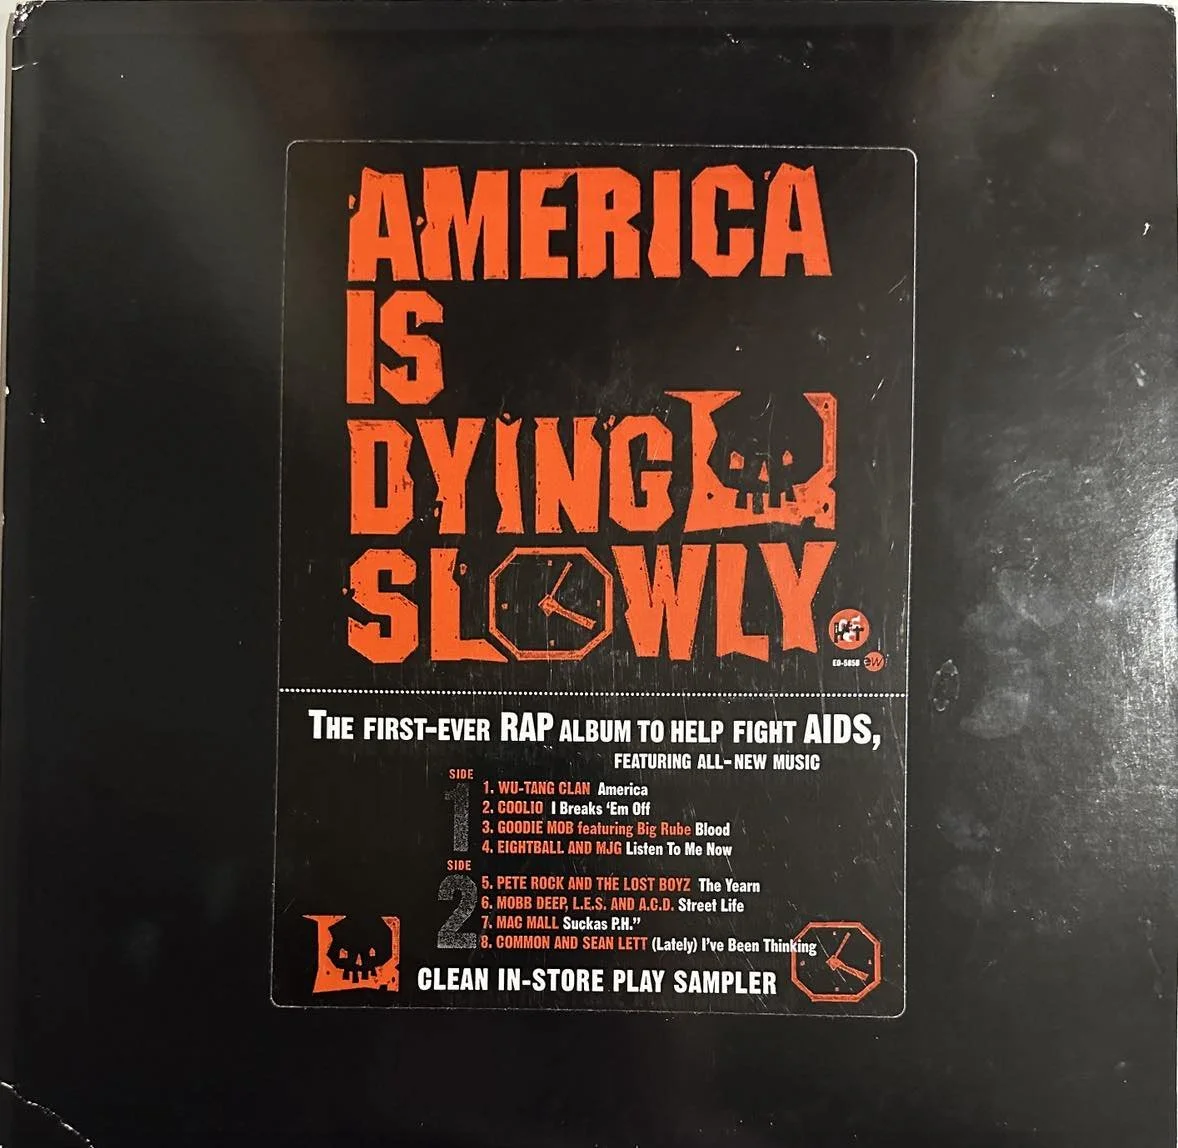 AMERICA
IS
DYING
SLOWLY.
ED-5858 ew
THE FIRST-EVER RAP ALBUM TO HELP FIGHT AIDS,
FEATURING ALL-NEW MUSIC
SIDE 1
1. WU-TANG CLAN America
2. COOLIO I Breaks ‘Em Off
3. GOODIE MOB featuring Big Rube Blood
4. EIGHTBALL AND MJG Listen To Me Now
SIDE 2
5. PETE ROCK AND THE LOST BOYZ The Yearn
6. MOBB DEEP, L.E.S. AND A.C.D. Street Life
7. MAC MALL Suckas P.H.”
8. COMMON AND SEAN LETT (Lately) I’ve Been Thinking
CLEAN IN-STORE PLAY SAMPLER